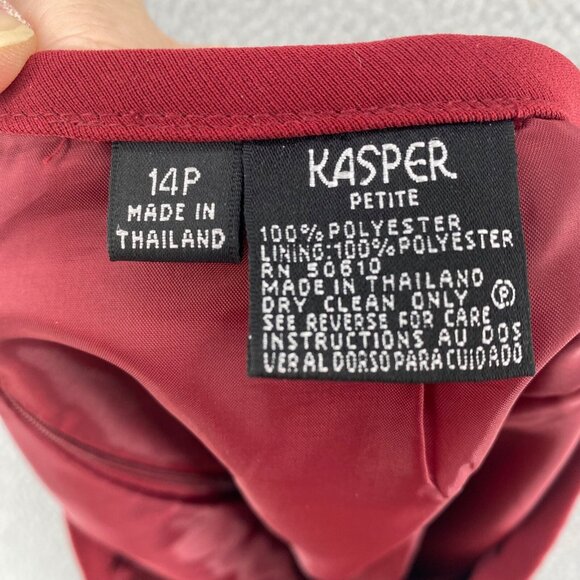 14P
MADE IN
THAILAND
KASPER
PETITE
100% POLYESTER
LINING:100% POLYESTER
RN 50610
MADE IN THAILAND
DRY CLEAN ONLY (P)
SEE REVERSE FOR CARE
INSTRUCTIONS AU DOS
VER AL DORSO PARA CUIDADO